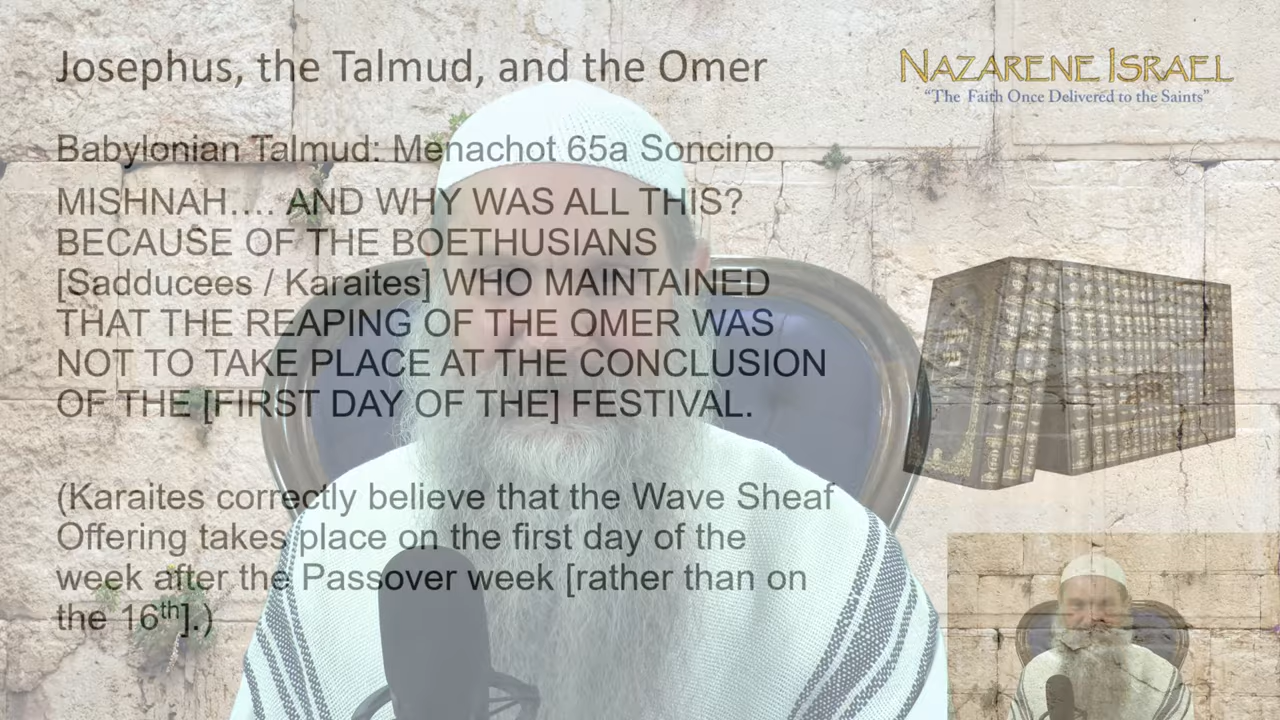 Josephus, the Talmud, and the Omer
NAZARENE ISRAEL
“The Faith Once Delivered to the Saints”
Babylonian Talmud: Menachot 65a Soncino
MISHNAH…. AND WHY WAS ALL THIS?
BECAUSE OF THE BOETHUSIANS
[Sadducees / Karaites] WHO MAINTAINED
THAT THE REAPING OF THE OMER WAS
NOT TO TAKE PLACE AT THE CONCLUSION
OF THE [FIRST DAY OF THE] FESTIVAL.
(Karaites correctly believe that the Wave Sheaf
Offering takes place on the first day of the
week after the Passover week [rather than on
the 16th].)